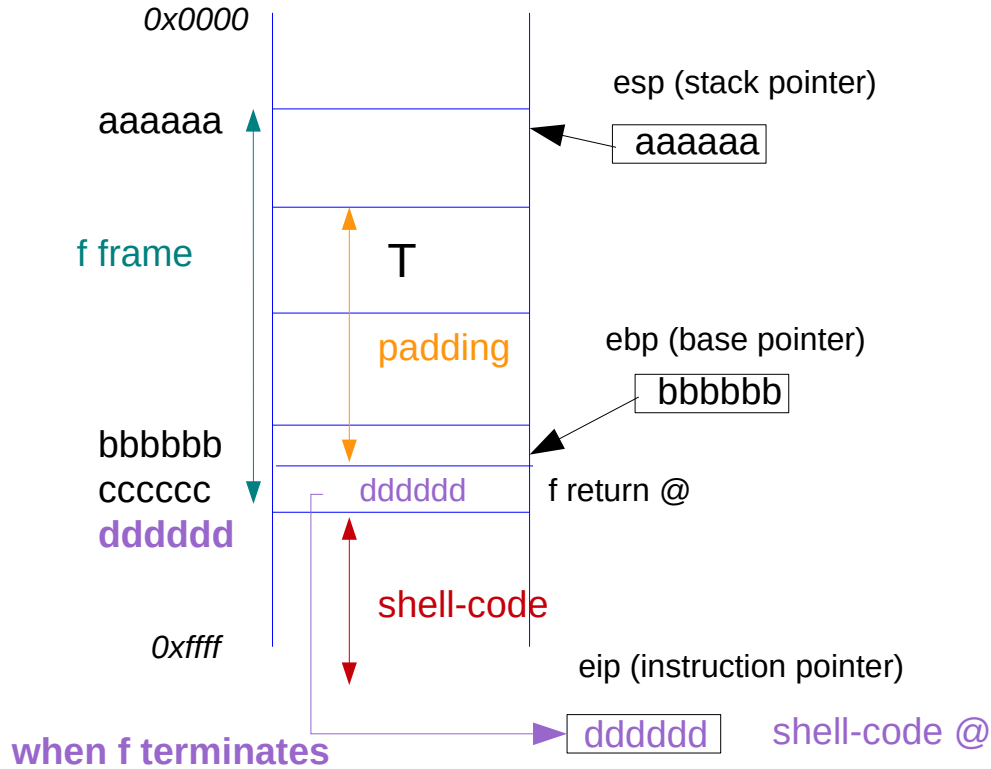 0x0000
esp (stack pointer)
aaaaaa
aaaaaa
f frame
T
padding
ebp (base pointer)
bbbbbb
bbbbbb
cccccc
dddddd
f return @
dddddd
shell-code
0xffff
eip (instruction pointer)
when f terminates
dddddd
shell-code @